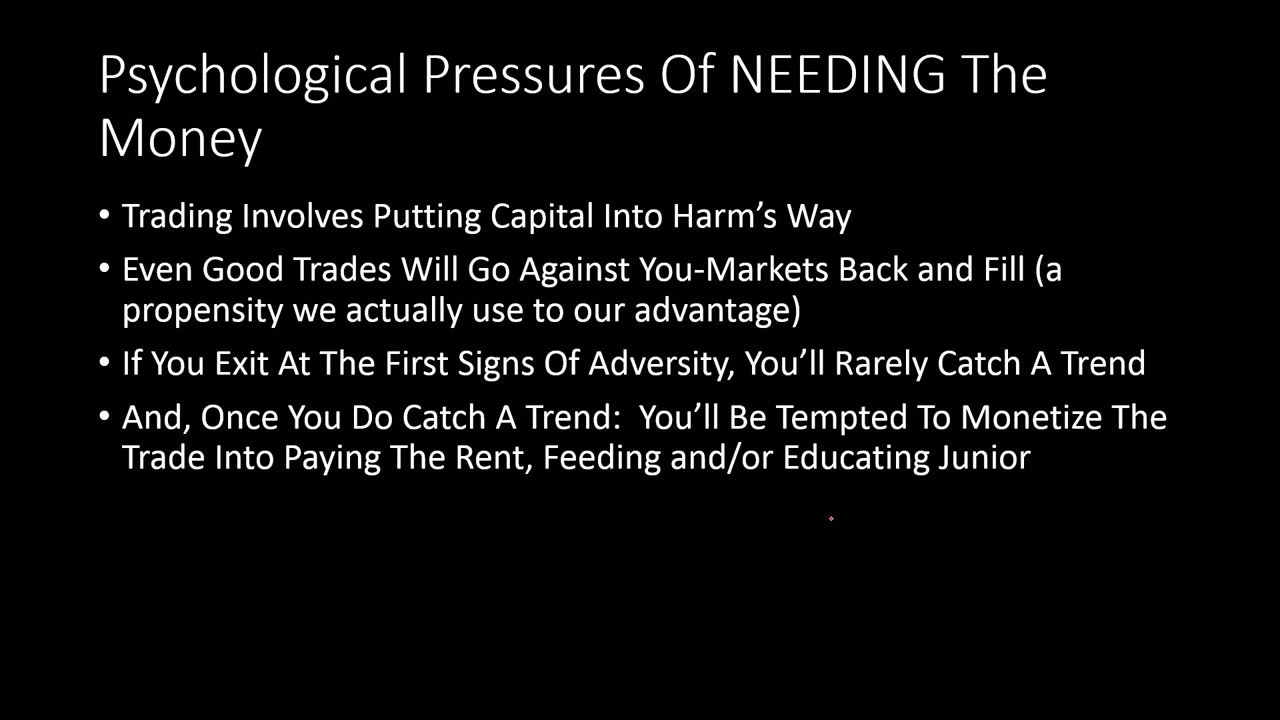 Psychological Pressures Of NEEDING The
Money
• Trading Involves Putting Capital Into Harm’s Way
• Even Good Trades Will Go Against You-Markets Back and Fill (a
propensity we actually use to our advantage)
• If You Exit At The First Signs Of Adversity, You’ll Rarely Catch A Trend
• And, Once You Do Catch A Trend:  You’ll Be Tempted To Monetize The
Trade Into Paying The Rent, Feeding and/or Educating Junior